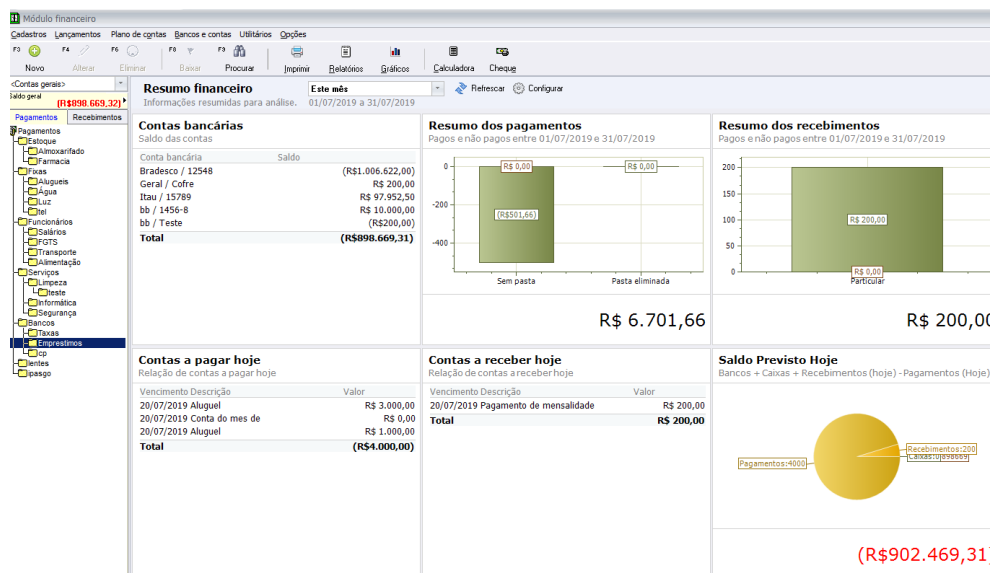 Módulo financeiro
Cadastros Lançamentos Plano de contas Bancos e contas Utilitários Opções
F3 F4 F6 F8 F9
Novo Alterar Eliminar Baixar Procurar Imprimir Relatórios Gráficos Calculadora Cheque
<Contas gerais>
Saldo geral
(R$898.669,32)
Pagamentos Recebimentos
Pagamentos
Estoque
Almoxarifado
Farmacia
Fixas
Alugueis
Água
Luz
tel
Funcionários
Salários
FGTS
Transporte
Alimentação
Serviços
Limpeza
teste
Informática
Segurança
Bancos
Taxas
Emprestimos
cp
lentes
ipasgo
Resumo financeiro Este mês Refrescar Configurar
Informações resumidas para análise. 01/07/2019 a 31/07/2019
Contas bancárias
Saldo das contas
Conta bancária Saldo
Bradesco / 12548 (R$1.006.622,00)
Geral / Cofre R$ 200,00
Itau / 15789 R$ 97.952,50
bb / 1456-8 R$ 10.000,00
bb / Teste (R$200,00)
Total (R$898.669,31)
Resumo dos pagamentos
Pagos e não pagos entre 01/07/2019 e 31/07/2019
0 R$ 0,00 R$ 0,00
-200 (R$501,66)
-400
Sem pasta Pasta eliminada
R$ 6.701,66
Resumo dos recebimentos
Pagos e não pagos entre 01/07/2019 e 31/07/2019
200
150
100 R$ 200,00
50
0 R$ 0,00
Particular
R$ 200,00
Contas a pagar hoje
Relação de contas a pagar hoje
Vencimento Descrição Valor
20/07/2019 Aluguel R$ 3.000,00
20/07/2019 Conta do mes de R$ 0,00
20/07/2019 Aluguel R$ 1.000,00
Total (R$4.000,00)
Contas a receber hoje
Relação de contas a receber hoje
Vencimento Descrição Valor
20/07/2019 Pagamento de mensalidade R$ 200,00
Total R$ 200,00
Saldo Previsto Hoje
Bancos + Caixas + Recebimentos (hoje) - Pagamentos (Hoje)
Recebimentos:200
Caixas:0
Pagamentos:4000
(R$902.469,31)